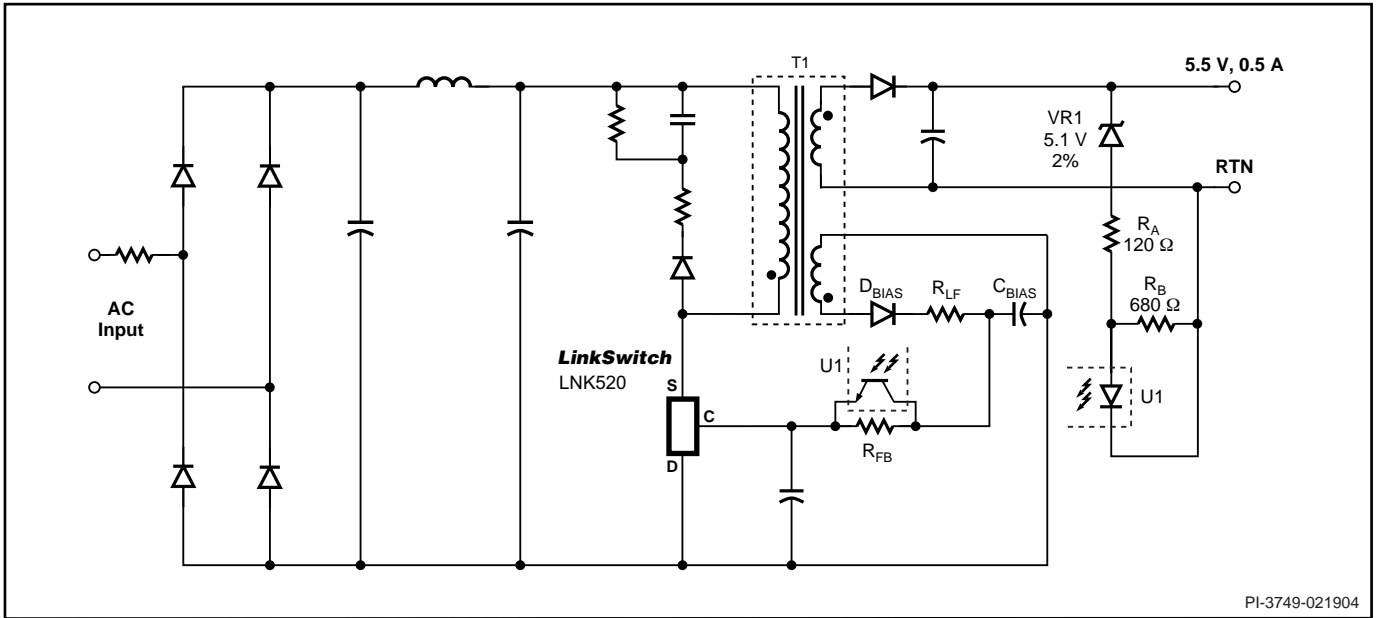 T1
5.5 V, 0.5 A
VR1
5.1 V
2%
RTN
R_A
120 Ω
R_B
680 Ω
D_BIAS
R_LF
C_BIAS
AC
Input
LinkSwitch
LNK520
S
C
D
U1
R_FB
U1
PI-3749-021904